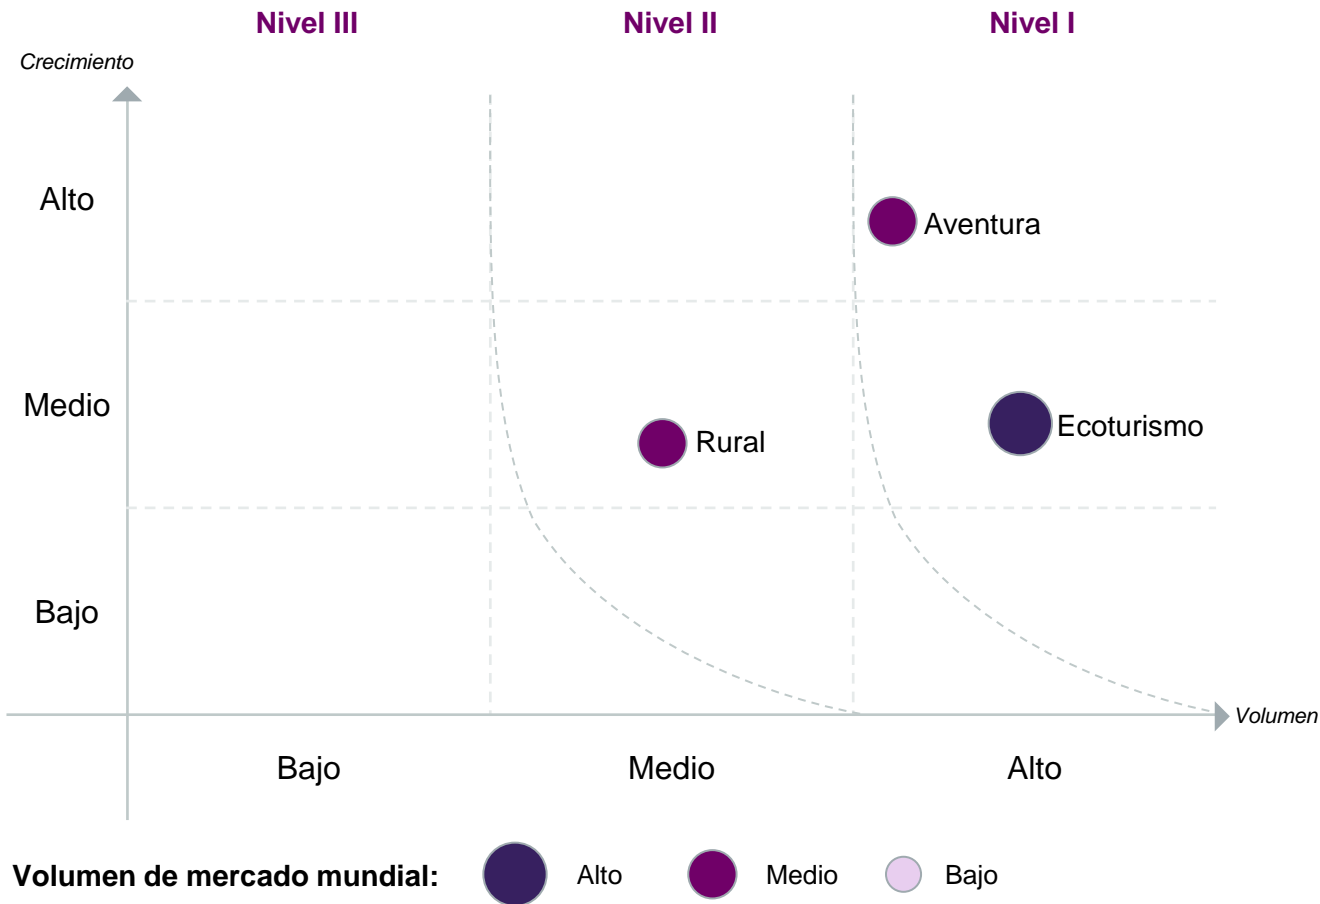 Nivel III Nivel II Nivel I
Crecimiento
Alto
Aventura
Medio
Ecoturismo
Rural
Bajo
Volumen
Bajo Medio Alto
Volumen de mercado mundial: Alto Medio Bajo